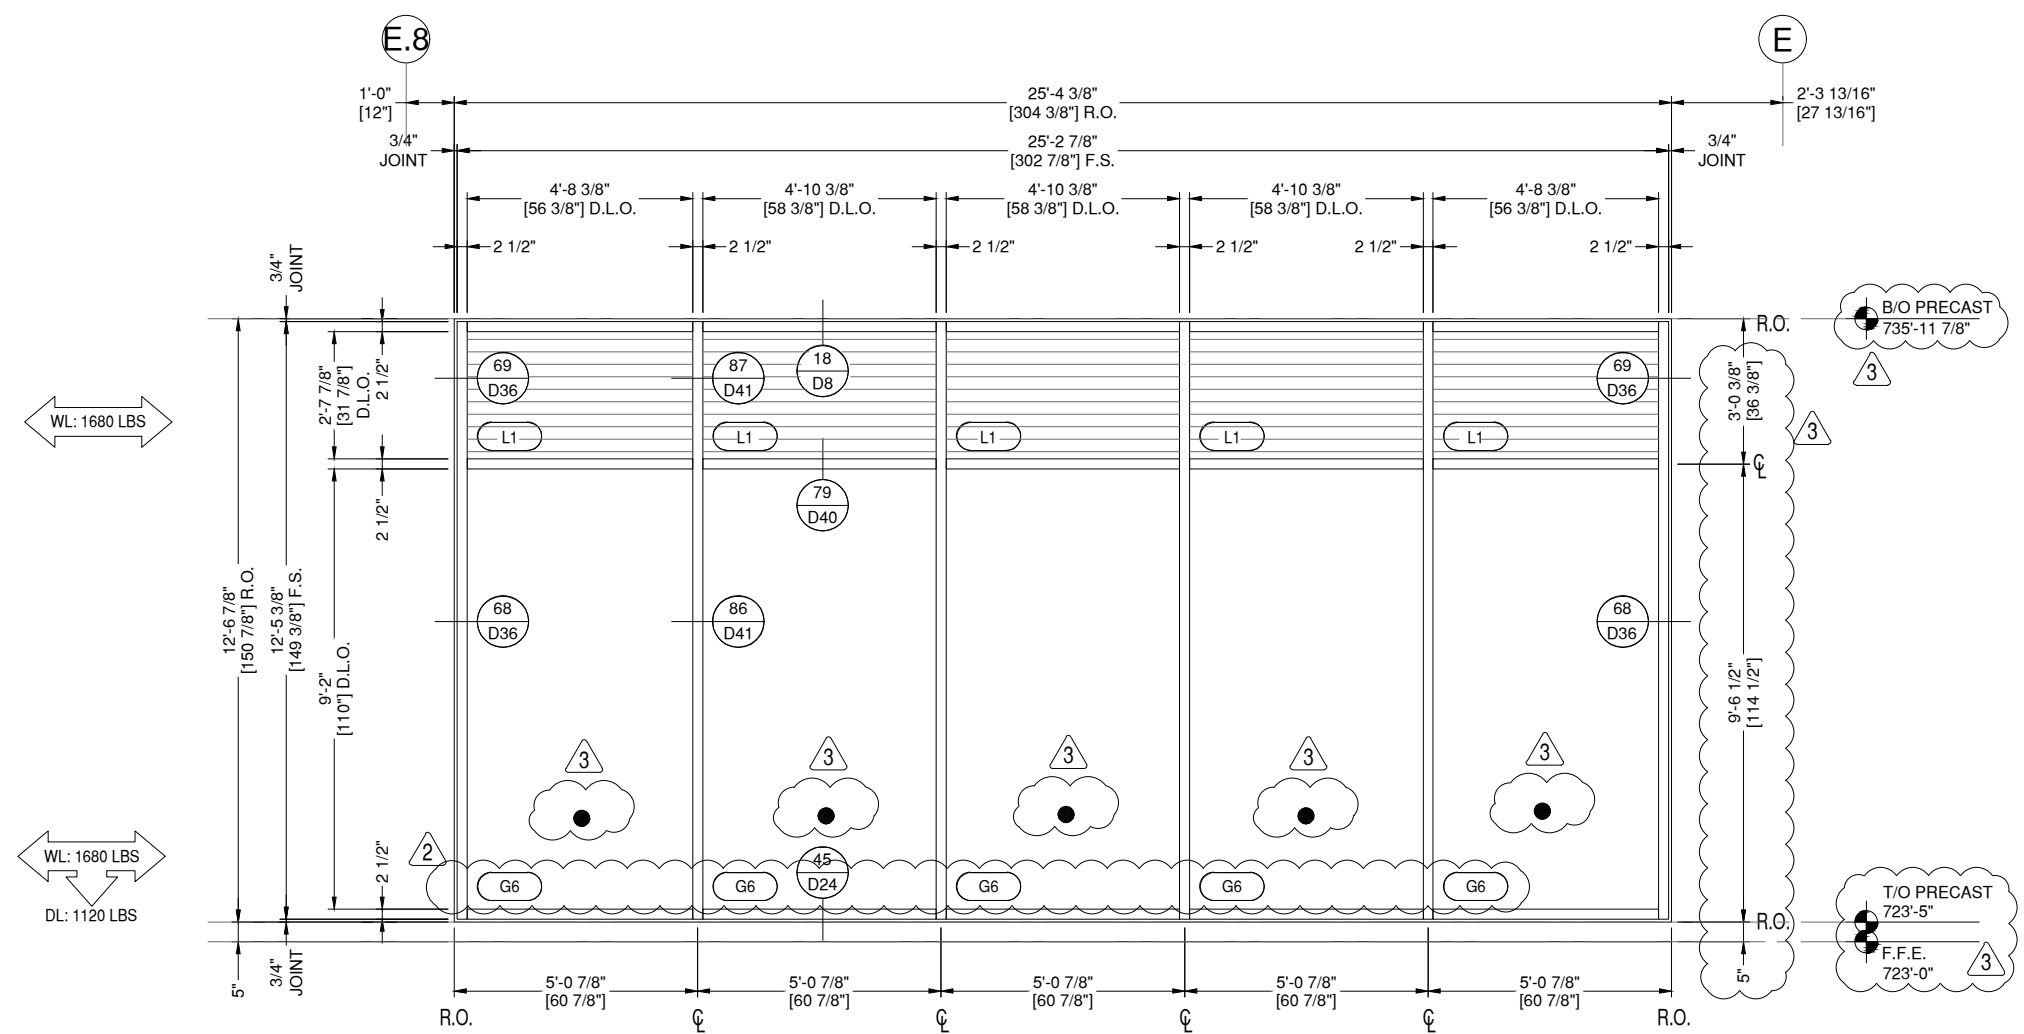 E.8
E
1'-0"
[12"]
25'-4 3/8"
[304 3/8"] R.O.
2'-3 13/16"
[27 13/16"]
3/4"
JOINT
25'-2 7/8"
[302 7/8"] F.S.
3/4"
JOINT
4'-8 3/8"
[56 3/8"] D.L.O.
4'-10 3/8"
[58 3/8"] D.L.O.
4'-10 3/8"
[58 3/8"] D.L.O.
4'-10 3/8"
[58 3/8"] D.L.O.
4'-8 3/8"
[56 3/8"] D.L.O.
2 1/2"
2 1/2"
2 1/2"
2 1/2"
2 1/2"
2 1/2"
3/4"
JOINT
B/O PRECAST
735'-11 7/8"
3
R.O.
69
D36
87
D41
18
D8
69
D36
2'-7 7/8"
[31 7/8"]
D.L.O.
2 1/2"
3'-0 3/8"
[36 3/8"]
3
WL: 1680 LBS
L1
L1
L1
L1
L1
℄
79
D40
2 1/2"
68
D36
86
D41
68
D36
12'-6 7/8"
[150 7/8"] R.O.
12'-5 3/8"
[149 3/8"] F.S.
9'-2"
[110"] D.L.O.
9'-6 1/2"
[114 1/2"]
3
3
3
3
3
2
WL: 1680 LBS
DL: 1120 LBS
2 1/2"
45
D24
G6
G6
G6
G6
G6
R.O.
T/O PRECAST
723'-5"
F.F.E.
723'-0"
3
5"
3/4"
JOINT
5"
5'-0 7/8"
[60 7/8"]
5'-0 7/8"
[60 7/8"]
5'-0 7/8"
[60 7/8"]
5'-0 7/8"
[60 7/8"]
5'-0 7/8"
[60 7/8"]
R.O.
℄
℄
℄
℄
R.O.